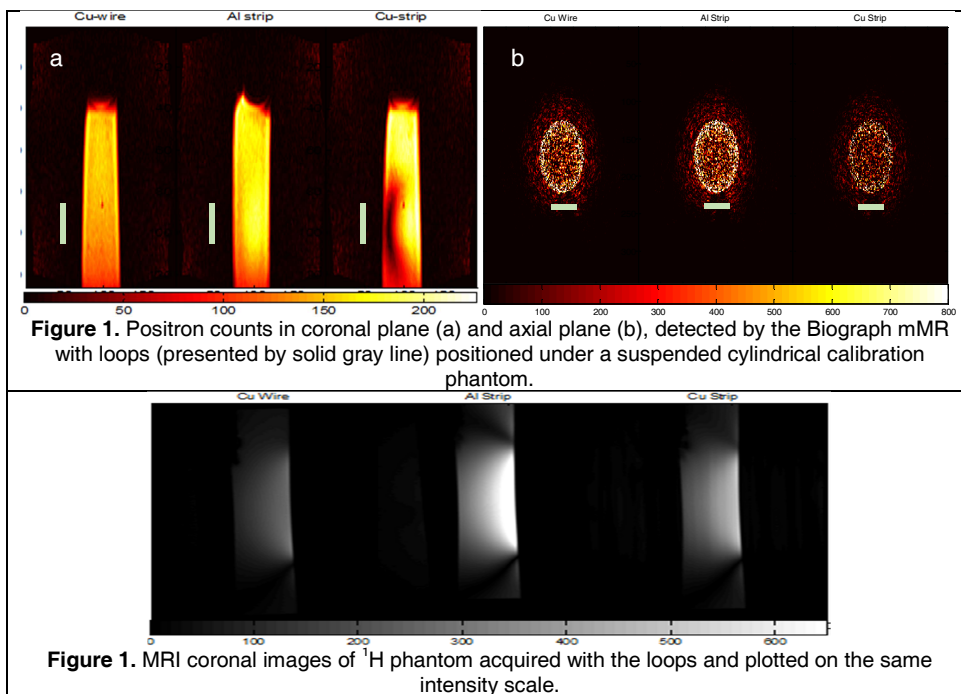 Cu-wire Al strip Cu-strip
a
0 50 100 150 200
Cu Wire Al Strip Cu Strip
b
0 100 200 300 400 500 600 700 800
Figure 1. Positron counts in coronal plane (a) and axial plane (b), detected by the Biograph mMR
with loops (presented by solid gray line) positioned under a suspended cylindrical calibration
phantom.
Cu Wire Al Strip Cu Strip
0 100 200 300 400 500 600
Figure 1. MRI coronal images of ¹H phantom acquired with the loops and plotted on the same
intensity scale.